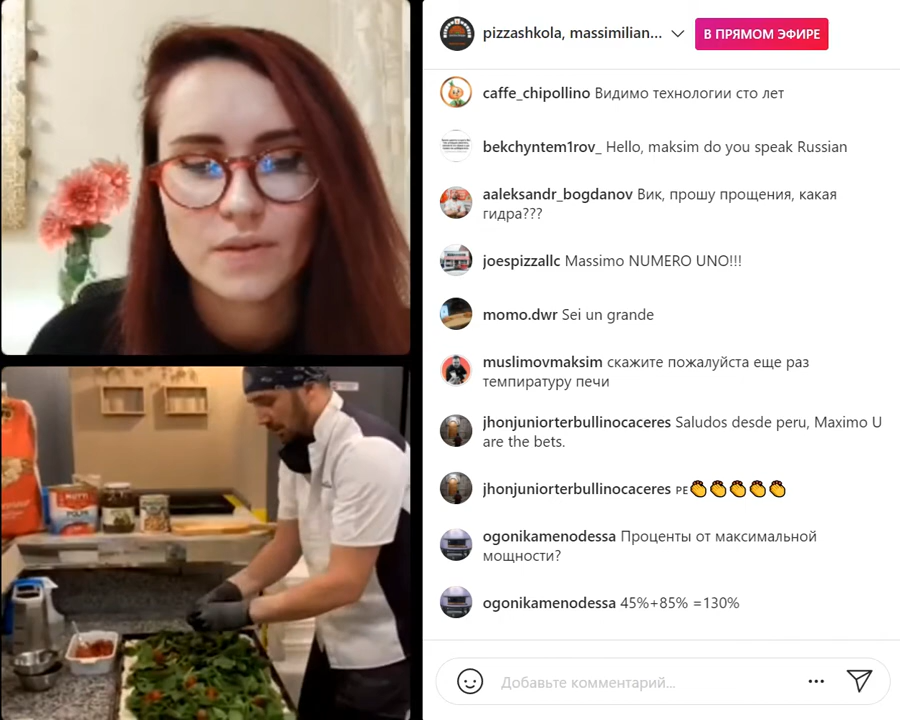 pizzashkola, massimilian...
В ПРЯМОМ ЭФИРЕ
caffe_chipollino Видимо технологии сто лет
bekchyntem1rov_ Hello, maksim do you speak Russian
aaleksandr_bogdanov Вик, прошу прощения, какая
гидра???
joespizzallc Massimo NUMERO UNO!!!
momo.dwr Sei un grande
muslimovmaksim скажите пожалуйста еще раз
темпиратуру печи
jhonjuniorterbullinocaceres Saludos desde peru, Maximo U
are the bets.
jhonjuniorterbullinocaceres PE👏👏👏👏👏
ogonikamenodessa Проценты от максимальной
мощности?
ogonikamenodessa 45%+85% =130%
MUTTI
POLPA
Добавьте комментарий...